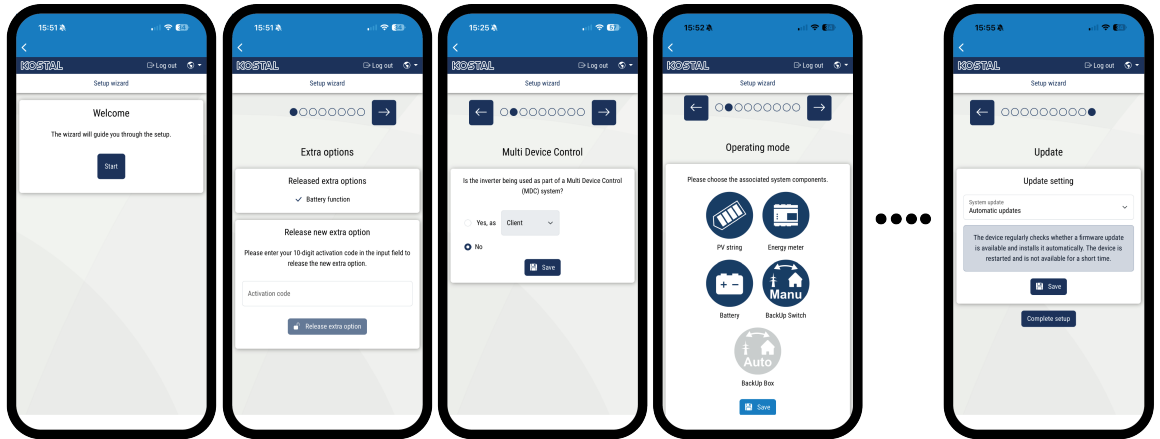 15:51
KOSTAL
Log out
Setup wizard
Welcome
The wizard will guide you through the setup.
Start
15:51
KOSTAL
Log out
Setup wizard
Extra options
Released extra options
Battery function
Release new extra option
Please enter your 10-digit activation code in the input field to
release the new extra option.
Activation code
Release extra option
15:25
KOSTAL
Log out
Setup wizard
Multi Device Control
Is the inverter being used as part of a Multi Device Control
(MDC) system?
Yes, as Client
No
Save
15:52
KOSTAL
Log out
Setup wizard
Operating mode
Please choose the associated system components.
PV string
Energy meter
Manu
Battery
BackUp Switch
Auto
BackUp Box
Save
15:55
KOSTAL
Log out
Setup wizard
Update
Update setting
System update
Automatic updates
The device regularly checks whether a firmware update
is available and installs it automatically. The device is
restarted and is not available for a short time.
Save
Complete setup